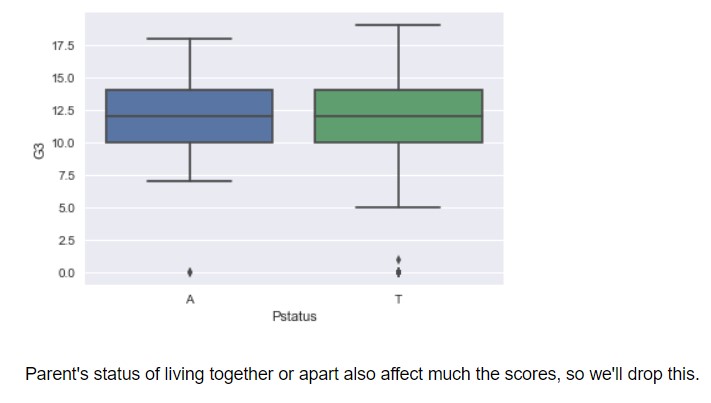 17.5
15.0
12.5
10.0
7.5
5.0
2.5
0.0
G3
A T
Pstatus
Parent's status of living together or apart also affect much the scores, so we'll drop this.